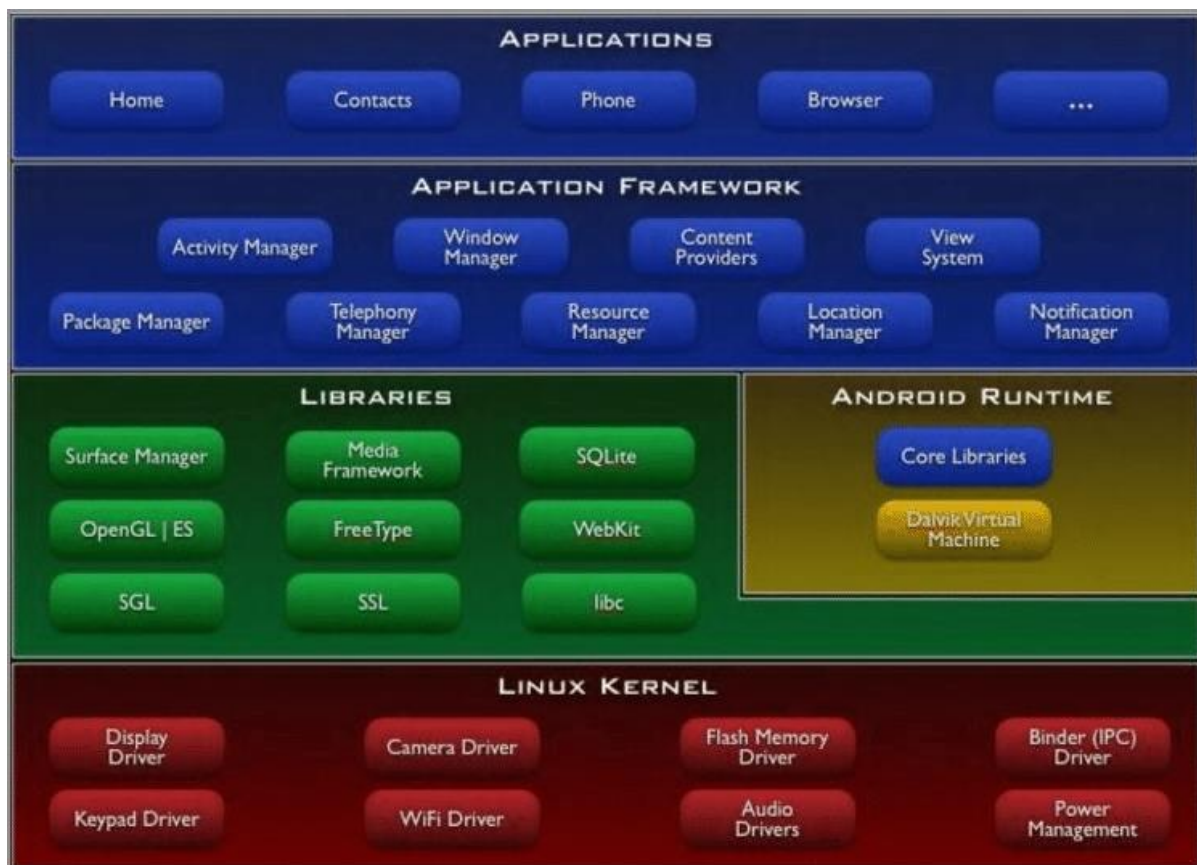 APPLICATIONS
Home
Contacts
Phone
Browser
...
APPLICATION FRAMEWORK
Activity Manager
Window
Manager
Content
Providers
View
System
Package Manager
Telephony
Manager
Resource
Manager
Location
Manager
Notification
Manager
LIBRARIES
Surface Manager
Media
Framework
SQLite
OpenGL | ES
FreeType
WebKit
SGL
SSL
libc
ANDROID RUNTIME
Core Libraries
Dalvik Virtual
Machine
LINUX KERNEL
Display
Driver
Camera Driver
Flash Memory
Driver
Binder (IPC)
Driver
Keypad Driver
WiFi Driver
Audio
Drivers
Power
Management